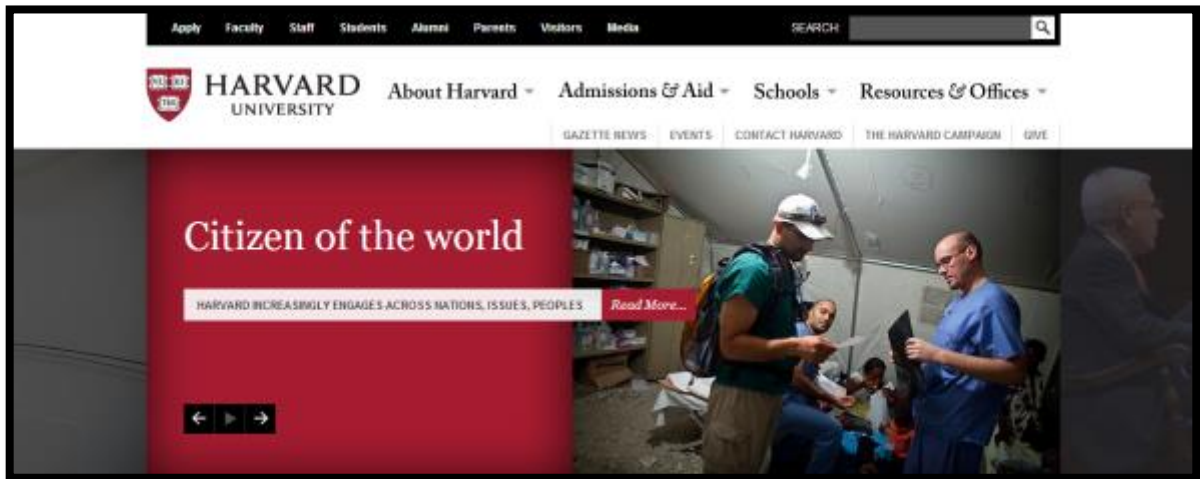 Apply Faculty Staff Students Alumni Parents Visitors Media SEARCH
HARVARD
UNIVERSITY
About Harvard Admissions & Aid Schools Resources & Offices
GAZETTE NEWS EVENTS CONTACT HARVARD THE HARVARD CAMPAIGN GIVE
Citizen of the world
HARVARD INCREASINGLY ENGAGES ACROSS NATIONS, ISSUES, PEOPLES Read More...